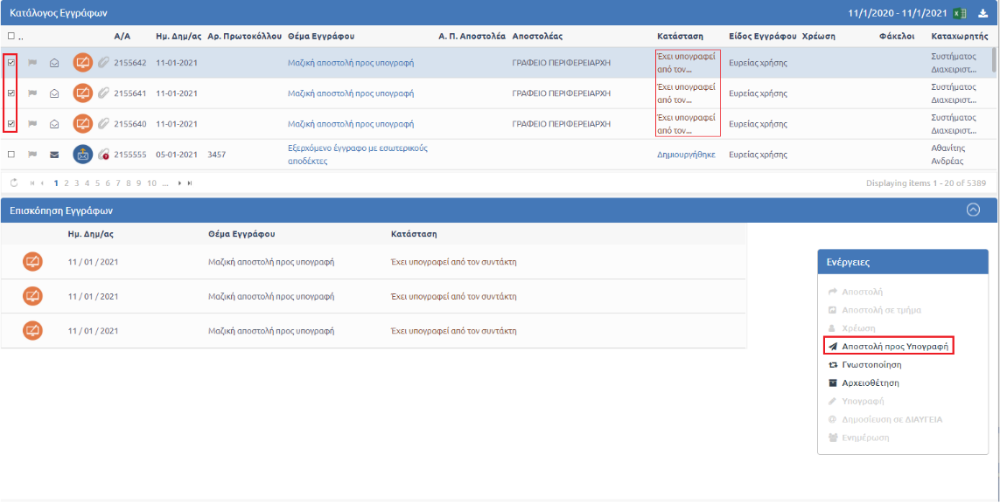 Κατάλογος Εγγράφων 11/1/2020 - 11/1/2021
.. Α/Α Ημ. Δημ/ας Αρ. Πρωτοκόλλου Θέμα Εγγράφου Α. Π. Αποστολέα Αποστολέας Κατάσταση Είδος Εγγράφου Χρέωση Φάκελοι Καταχωρητής
2155642 11-01-2021 Μαζική αποστολή προς υπογραφή ΓΡΑΦΕΙΟ ΠΕΡΙΦΕΡΕΙΑΡΧΗ Έχει υπογραφεί από τον... Ευρείας χρήσης Συστήματος Διαχειριστ...
2155641 11-01-2021 Μαζική αποστολή προς υπογραφή ΓΡΑΦΕΙΟ ΠΕΡΙΦΕΡΕΙΑΡΧΗ Έχει υπογραφεί από τον... Ευρείας χρήσης Συστήματος Διαχειριστ...
2155640 11-01-2021 Μαζική αποστολή προς υπογραφή ΓΡΑΦΕΙΟ ΠΕΡΙΦΕΡΕΙΑΡΧΗ Έχει υπογραφεί από τον... Ευρείας χρήσης Συστήματος Διαχειριστ...
2155555 05-01-2021 3457 Εξερχόμενο έγγραφο με εσωτερικούς αποδέκτες Δημιουργήθηκε Ευρείας χρήσης Αθανίτης Ανδρέας
1 2 3 4 5 6 7 8 9 10 ... Displaying items 1 - 20 of 5389
Επισκόπηση Εγγράφων
Ημ. Δημ/ας Θέμα Εγγράφου Κατάσταση
11 / 01 / 2021 Μαζική αποστολή προς υπογραφή Έχει υπογραφεί από τον συντάκτη
11 / 01 / 2021 Μαζική αποστολή προς υπογραφή Έχει υπογραφεί από τον συντάκτη
11 / 01 / 2021 Μαζική αποστολή προς υπογραφή Έχει υπογραφεί από τον συντάκτη
Ενέργειες
Αποστολή
Αποστολή σε τμήμα
Χρέωση
Αποστολή προς Υπογραφή
Γνωστοποίηση
Αρχειοθέτηση
Υπογραφή
Δημοσίευση σε ΔΙΑΥΓΕΙΑ
Ενημέρωση